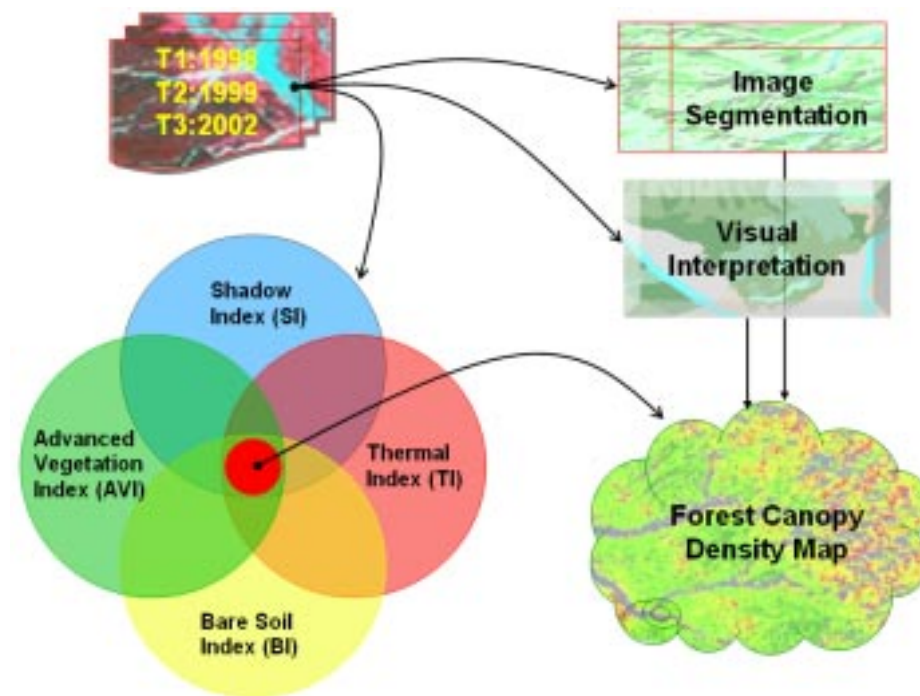 T1:1998
T2:1999
T3:2002
Image
Segmentation
Visual
Interpretation
Shadow
Index (SI)
Advanced
Vegetation
Index (AVI)
Thermal
Index (TI)
Bare Soil
Index (BI)
Forest Canopy
Density Map